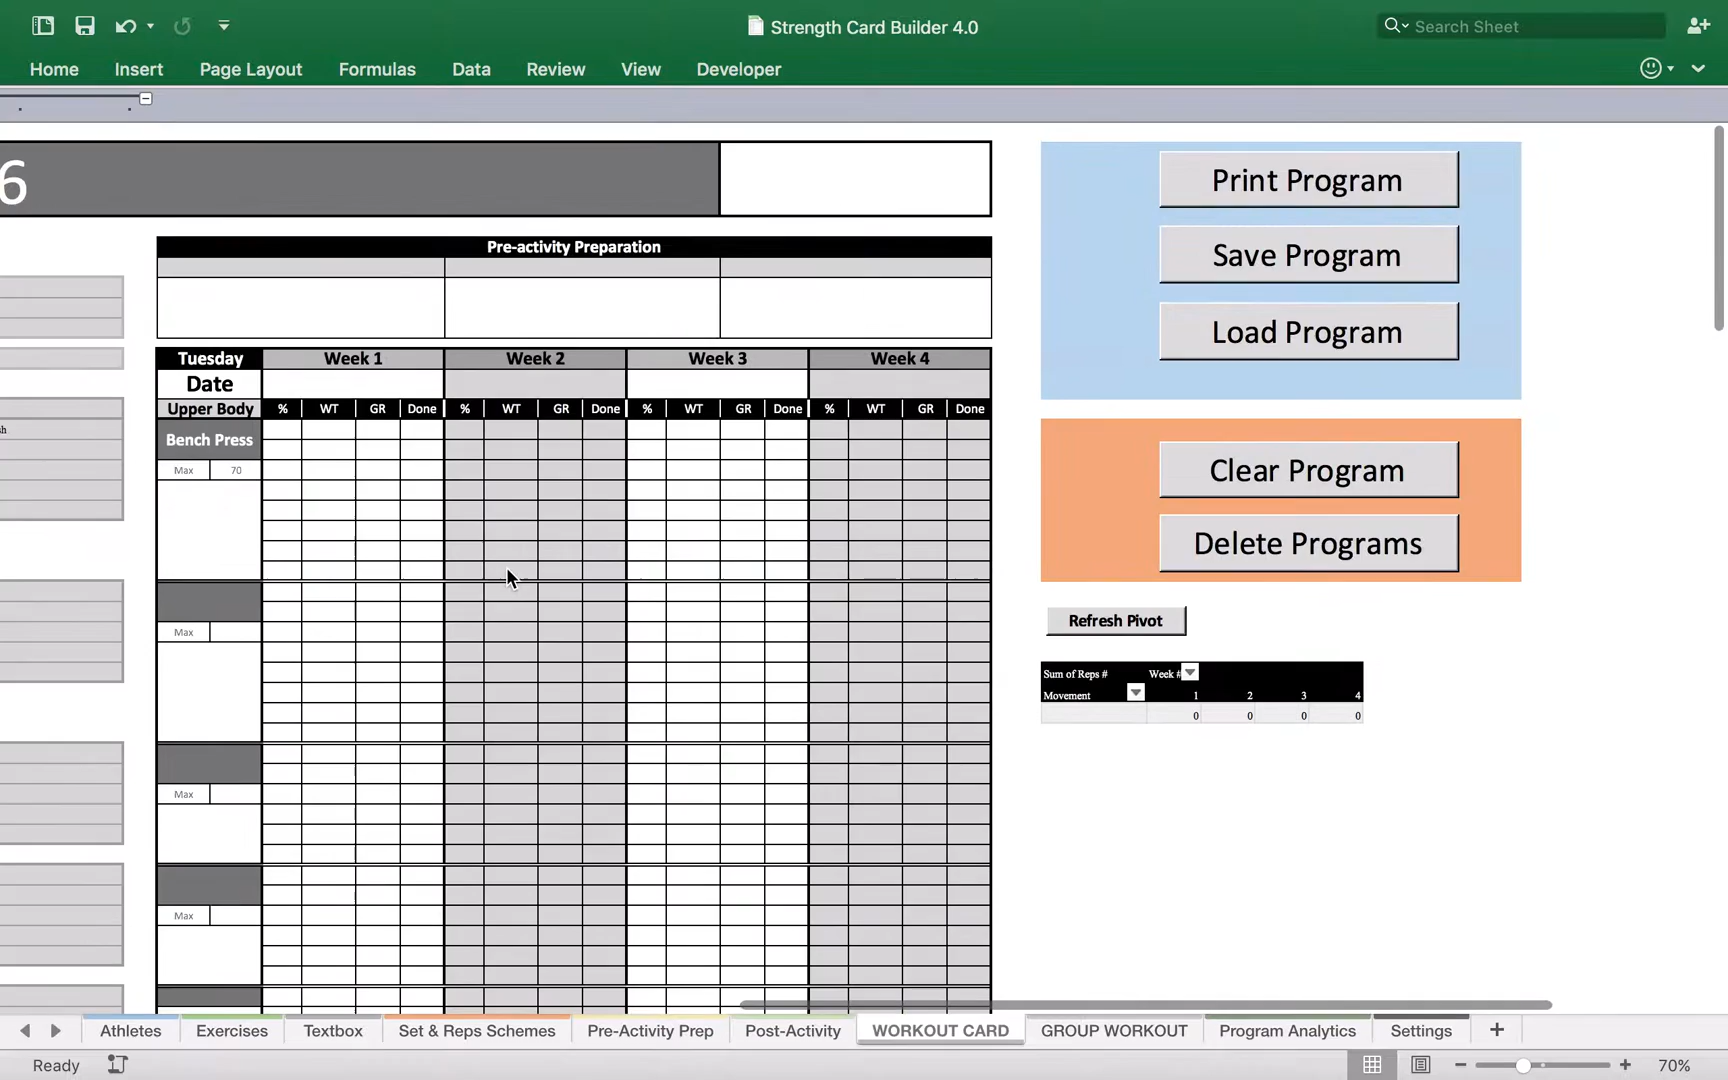 Strength Card Builder 4.0
Search Sheet
Home Insert Page Layout Formulas Data Review View Developer
6
Pre-activity Preparation
Tuesday Week 1 Week 2 Week 3 Week 4
Date
Upper Body % WT GR Done % WT GR Done % WT GR Done % WT GR Done
Bench Press
Max 70
Max
Max
Max
sh
Print Program
Save Program
Load Program
Clear Program
Delete Programs
Refresh Pivot
Sum of Reps # Week #
Movement 1 2 3 4
0 0 0 0
Athletes Exercises Textbox Set & Reps Schemes Pre-Activity Prep Post-Activity WORKOUT CARD GROUP WORKOUT Program Analytics Settings +
Ready
70%